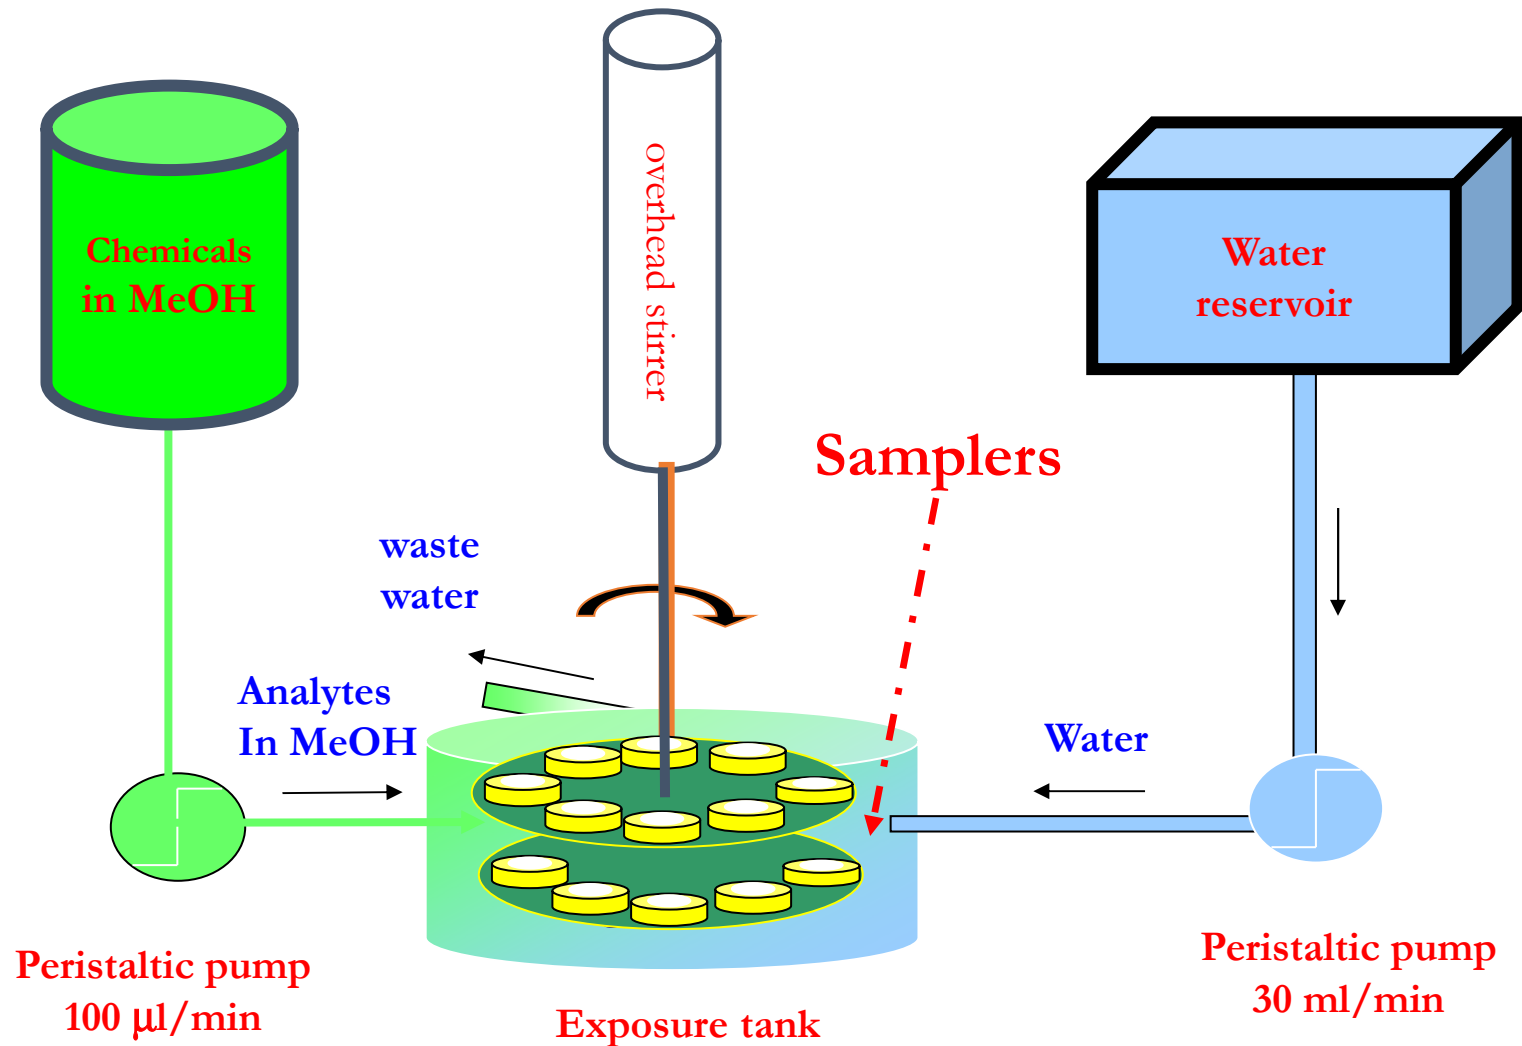 Chemicals
in MeOH
overhead stirrer
Water
reservoir
Samplers
waste
water
Analytes
In MeOH
Water
Peristaltic pump
100 μl/min
Exposure tank
Peristaltic pump
30 ml/min